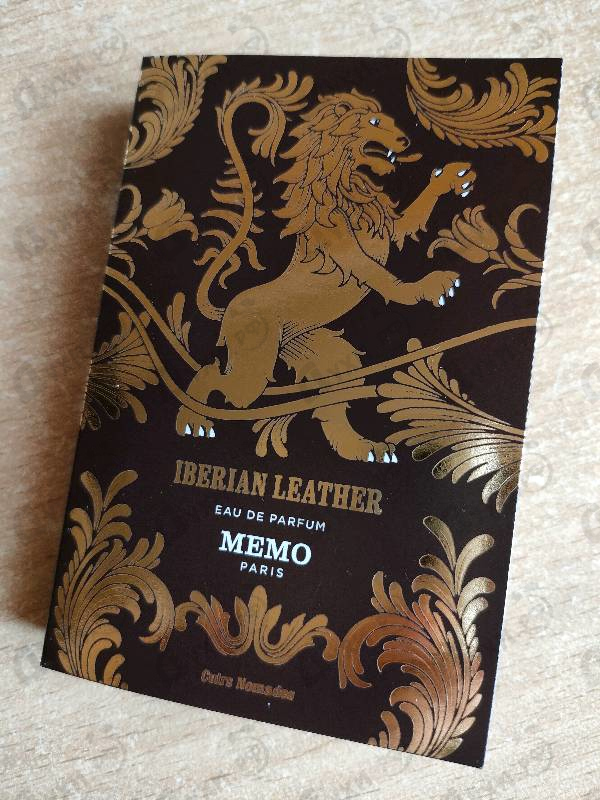 IBERIAN LEATHER
EAU DE PARFUM
MEMO
PARIS
Cuirs Nomades